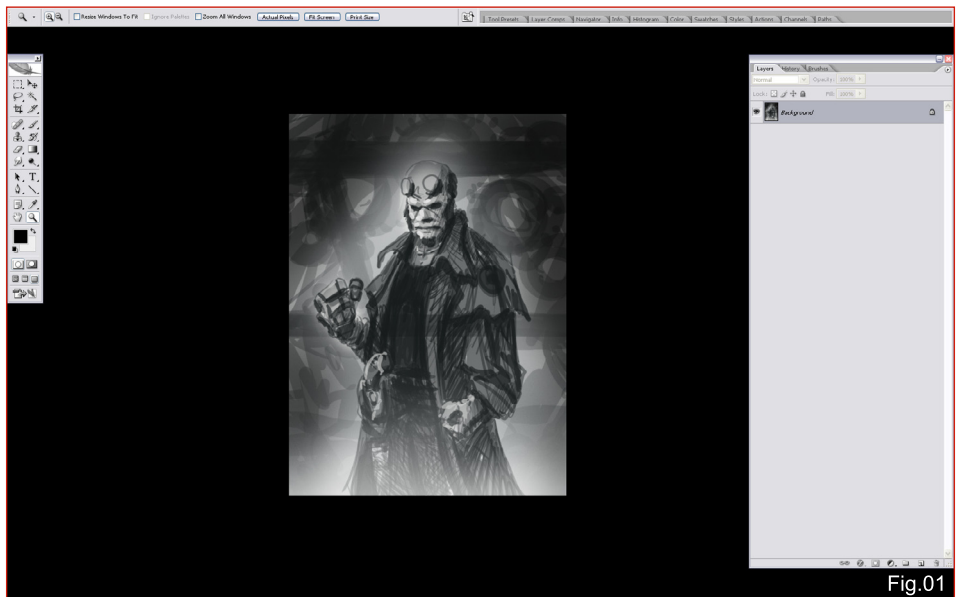 Resize Windows To Fit Ignore Palettes Zoom All Windows Actual Pixels Fit Screen Print Size Tool Presets Layer Comps Navigator Info Histogram Color Swatches Styles Actions Channels Paths
Layers History Brushes
Normal Opacity: 100%
Lock: Fill: 100%
Background
T
Fig.01